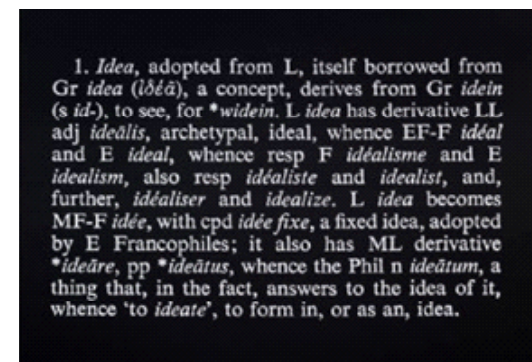 1. Idea, adopted from L, itself borrowed from
Gr idea (ἰδέᾱ), a concept, derives from Gr idein
(s id-), to see, for *widein. L idea has derivative LL
adj ideālis, archetypal, ideal, whence EF-F idéal
and E ideal, whence resp F idéalisme and E
idealism, also resp idéaliste and idealist, and,
further, idéaliser and idealize. L idea becomes
MF-F idée, with cpd idée fixe, a fixed idea, adopted
by E Francophiles; it also has ML derivative
*ideāre, pp *ideātus, whence the Phil n ideātum, a
thing that, in the fact, answers to the idea of it,
whence ‘to ideate’, to form in, or as an, idea.